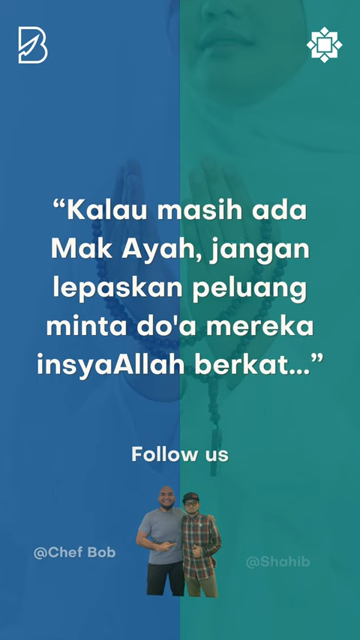 “Kalau masih ada
Mak Ayah, jangan
lepaskan peluang
minta do'a mereka
insyaAllah berkat...”
Follow us
@Chef Bob
@Shahib